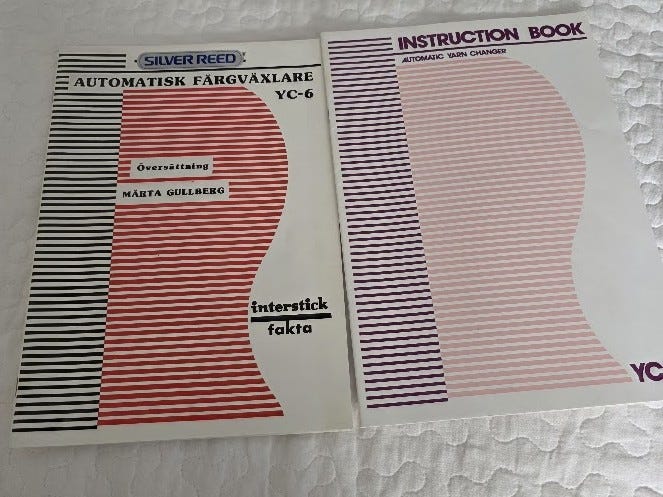 SILVER REED
AUTOMATISK FÄRGVÄXLARE
YC-6
Översättning
MÄRTA GULLBERG
interstick
fakta
INSTRUCTION BOOK
AUTOMATIC YARN CHANGER
YC